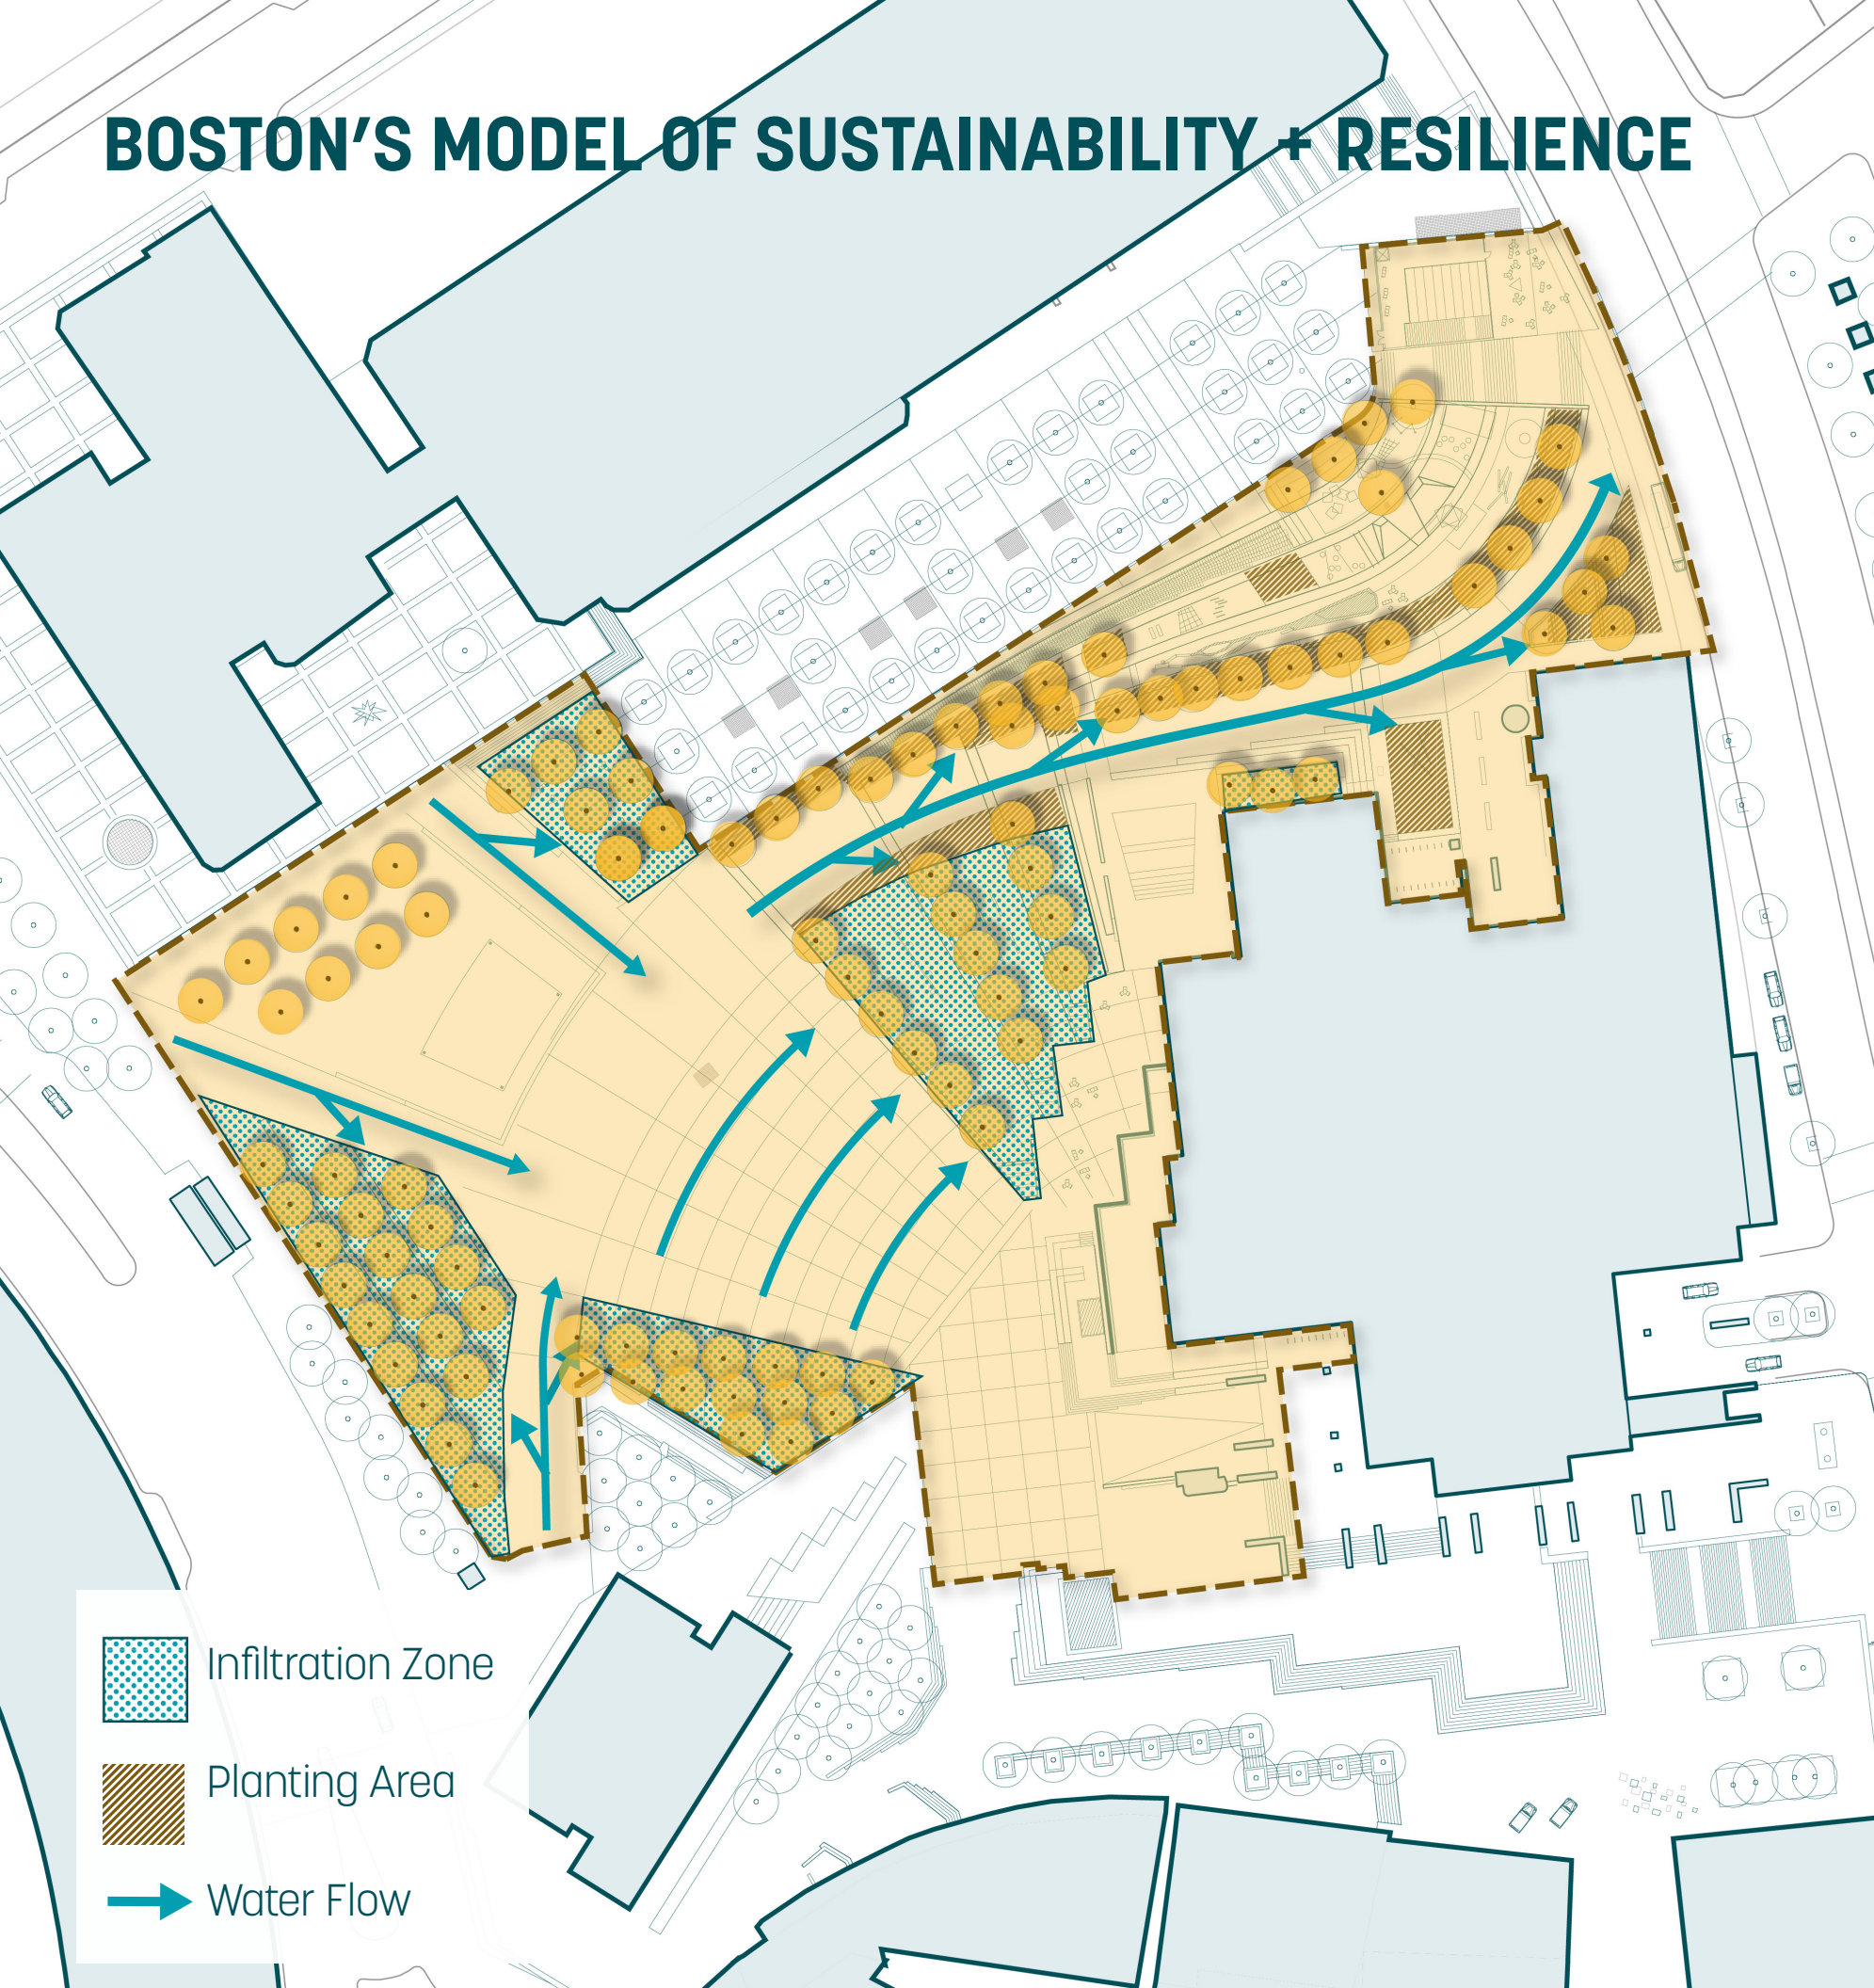 BOSTON'S MODEL OF SUSTAINABILITY + RESILIENCE
Infiltration Zone
Planting Area
Water Flow